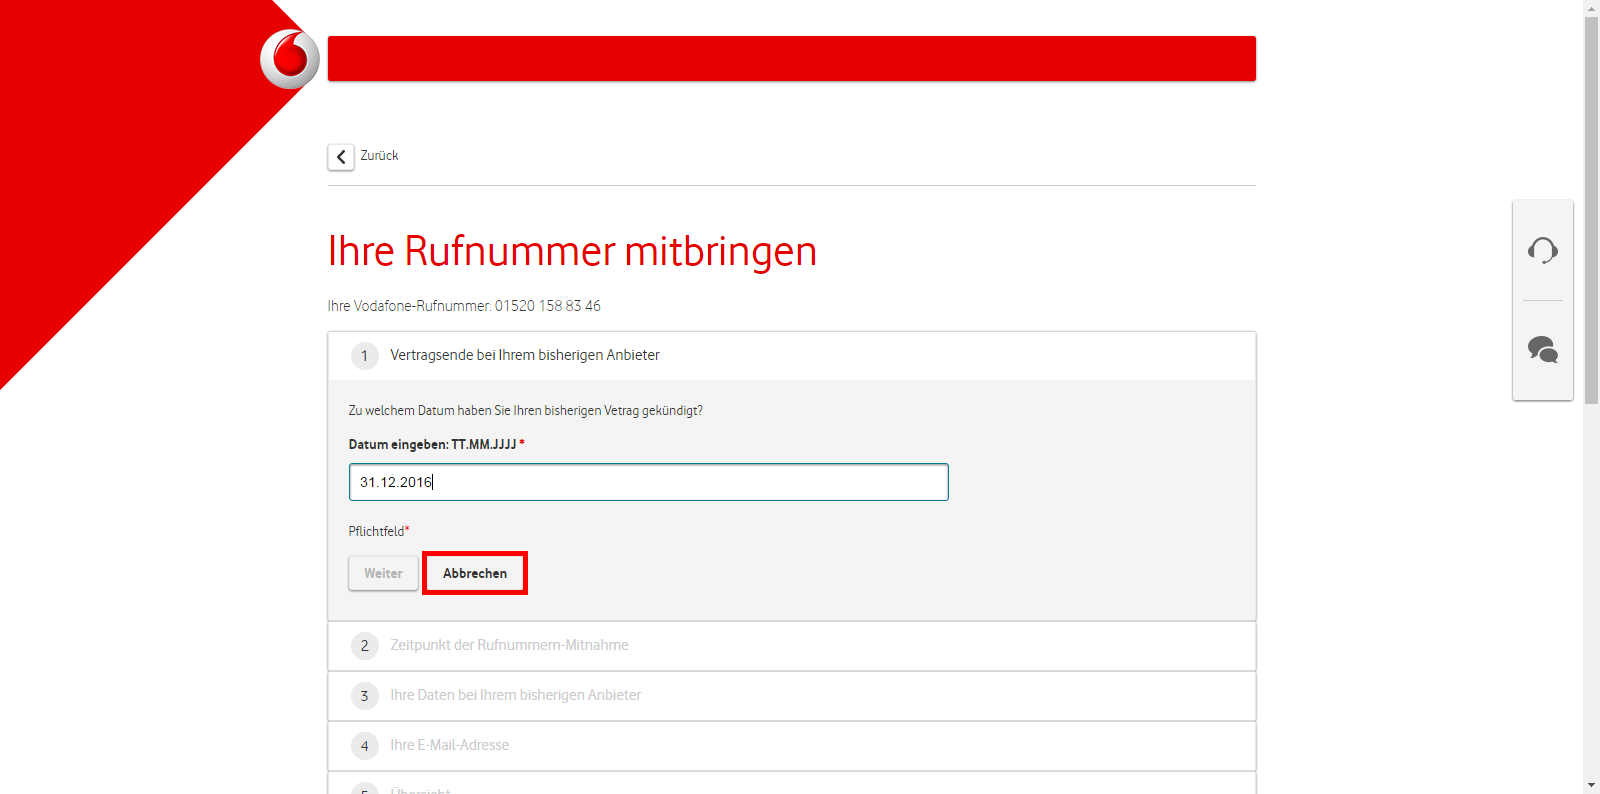 Zurück
Ihre Rufnummer mitbringen
Ihre Vodafone-Rufnummer: 01520 158 83 46
1 Vertragsende bei Ihrem bisherigen Anbieter
Zu welchem Datum haben Sie Ihren bisherigen Vetrag gekündigt?
Datum eingeben: TT.MM.JJJJ *
31.12.2016
Pflichtfeld*
Weiter Abbrechen
2 Zeitpunkt der Rufnummern-Mitnahme
3 Ihre Daten bei Ihrem bisherigen Anbieter
4 Ihre E-Mail-Adresse
5 Übersicht